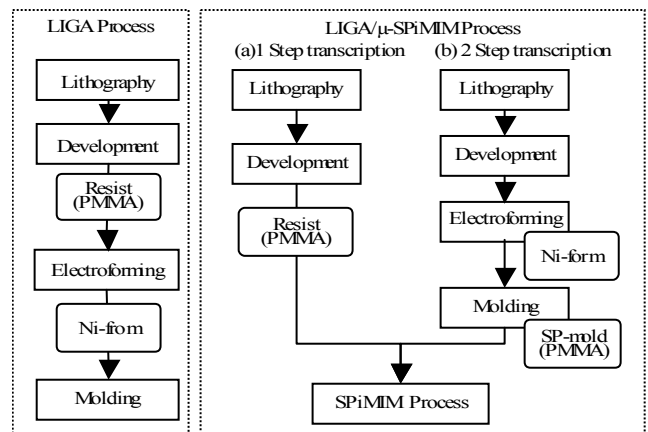 LIGA Process
Lithography
Development
Resist
(PMMA)
Electroforming
Ni-from
Molding
LIGA/μ-SPiMIM Process
(a)1 Step transcription
Lithography
Development
Resist
(PMMA)
(b) 2 Step transcription
Lithography
Development
Electroforming
Ni-form
Molding
SP-mold
(PMMA)
SPiMIM Process